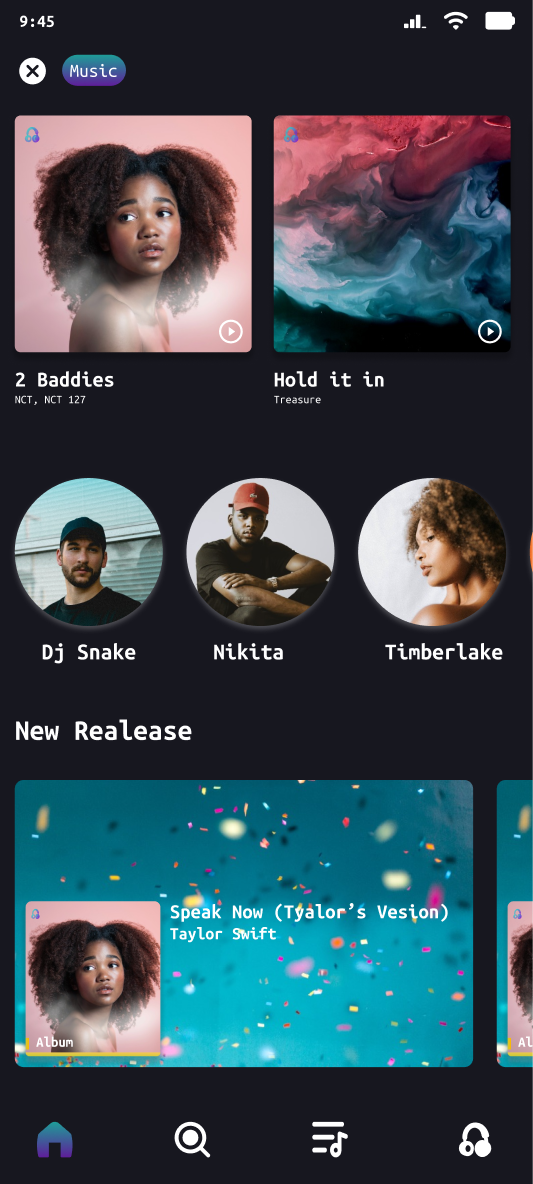 9:45
Music
2 Baddies
NCT, NCT 127
Hold it in
Treasure
Dj Snake
Nikita
Timberlake
New Realease
Speak Now (Tyalor’s Vesion)
Taylor Swift
Album
Al